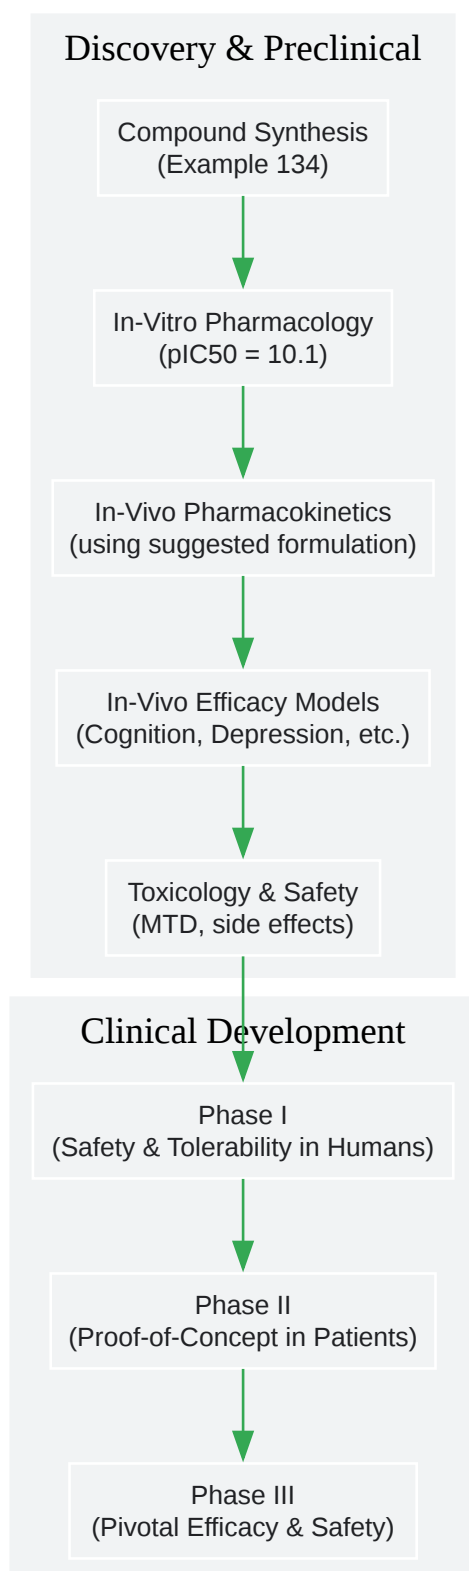 Discovery & Preclinical
Compound Synthesis
(Example 134)
In-Vitro Pharmacology
(pIC50 = 10.1)
In-Vivo Pharmacokinetics
(using suggested formulation)
In-Vivo Efficacy Models
(Cognition, Depression, etc.)
Toxicology & Safety
(MTD, side effects)
Clinical Development
Phase I
(Safety & Tolerability in Humans)
Phase II
(Proof-of-Concept in Patients)
Phase III
(Pivotal Efficacy & Safety)